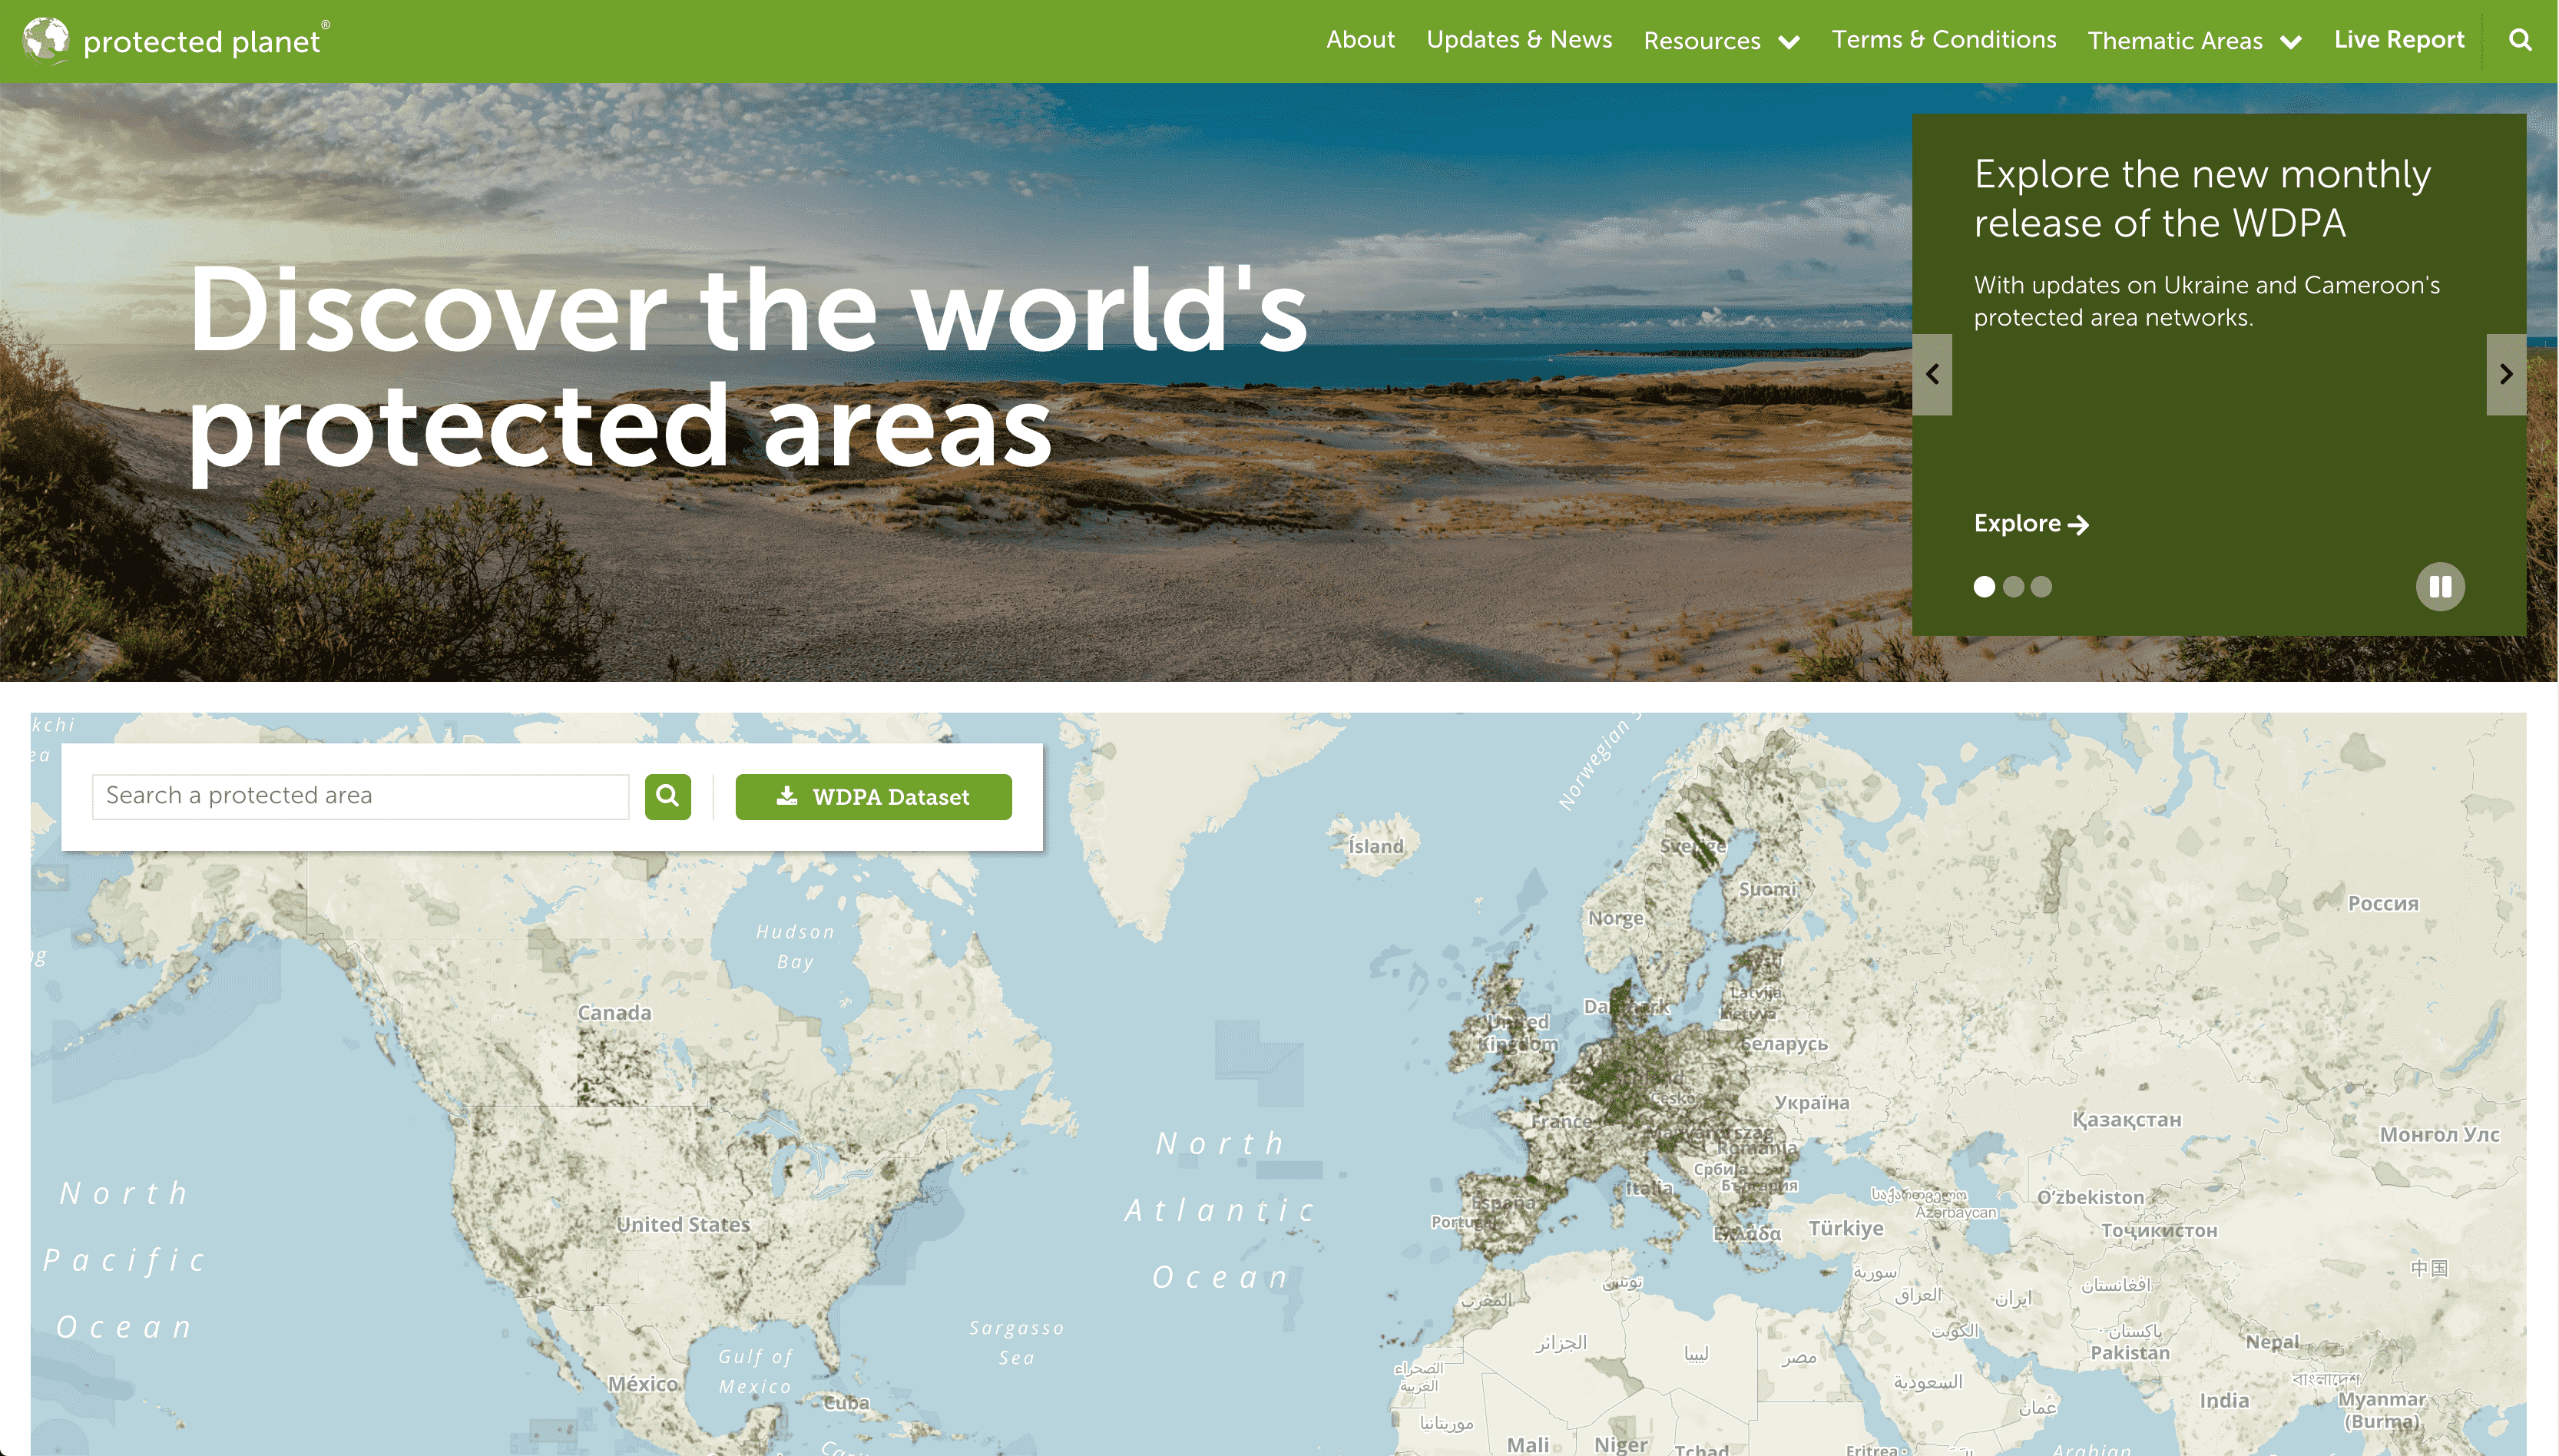 protected planet®
About
Updates & News
Resources
Terms & Conditions
Thematic Areas
Live Report
Discover the world's
protected areas
Explore the new monthly
release of the WDPA
With updates on Ukraine and Cameroon's
protected area networks.
Explore
Search a protected area
WDPA Dataset
Norwegian
Ísland
Sverige
Suomi
Norge
Россия
Hudson
Bay
Canada
Danmark
Latvija
Lietuva
United
Kingdom
Беларусь
Česko
Україна
France
Magyarország
România
Србија
България
Italia
Қазақстан
Монгол Улс
North
Atlantic
Ocean
North
Pacific
Ocean
United States
España
Portugal
Ελλάδα
Türkiye
საქართველო
Azərbaycan
O‘zbekiston
Тоҷикистон
中国
تونس
المغرب
سورية
العراق
ايران
افغانستان
الجزائر
ليبيا
مصر
الكويت
پاکستان
Pakistan
Nepal
السعودية
عُمان
বাংলাদেশ
India
Myanmar
(Burma)
Sargasso
Sea
Gulf of
Mexico
México
Cuba
الصحراء
الغربية
موريتانيا
Mali
Niger
Tchad
Eritrea
Arabian